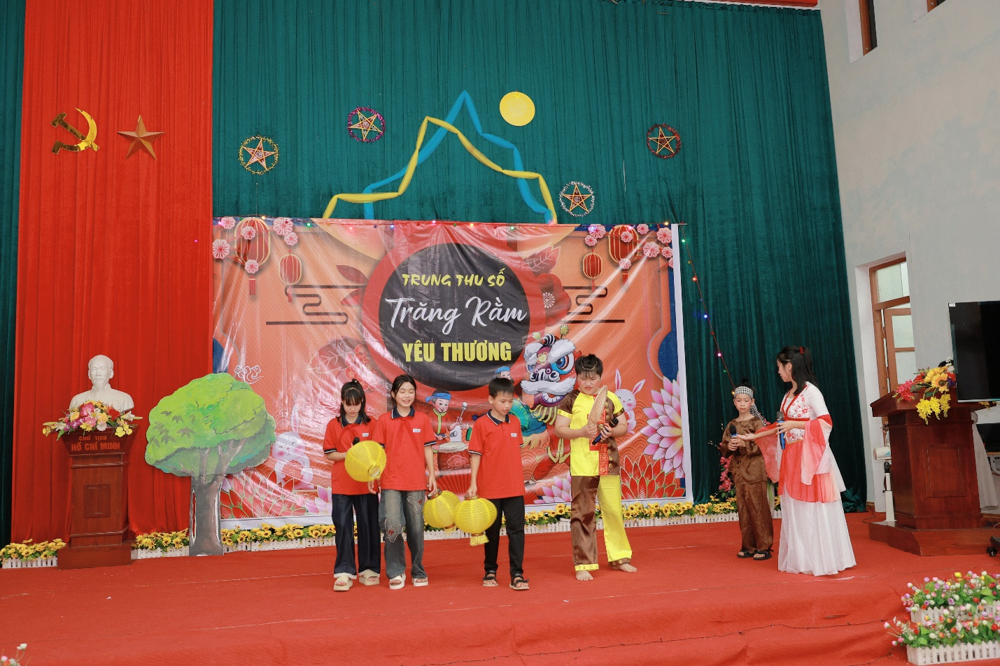 TRUNG THU SỐ
Trăng Rằm
YÊU THƯƠNG
CHỦ TỊCH
HỒ CHÍ MINH